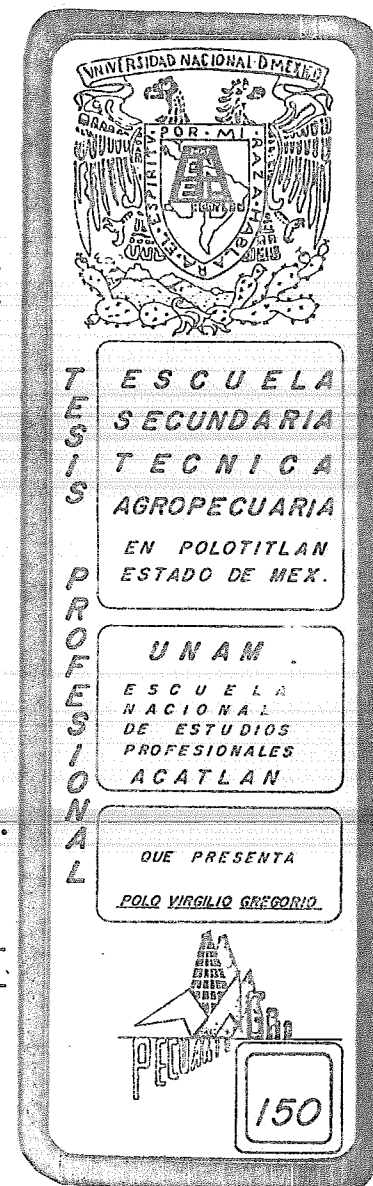 UNIVERSIDAD NACIONAL D MEXICO
POR MI RAZA HABLARA EL ESPIRITU
TESIS PROFESIONAL
ESCUELA
SECUNDARIA
TECNICA
AGROPECUARIA
EN POLOTITLAN
ESTADO DE MEX.
UNAM.
ESCUELA
NACIONAL
DE ESTUDIOS
PROFESIONALES
ACATLAN
QUE PRESENTA
POLO VIRGILIO GREGORIO.
150